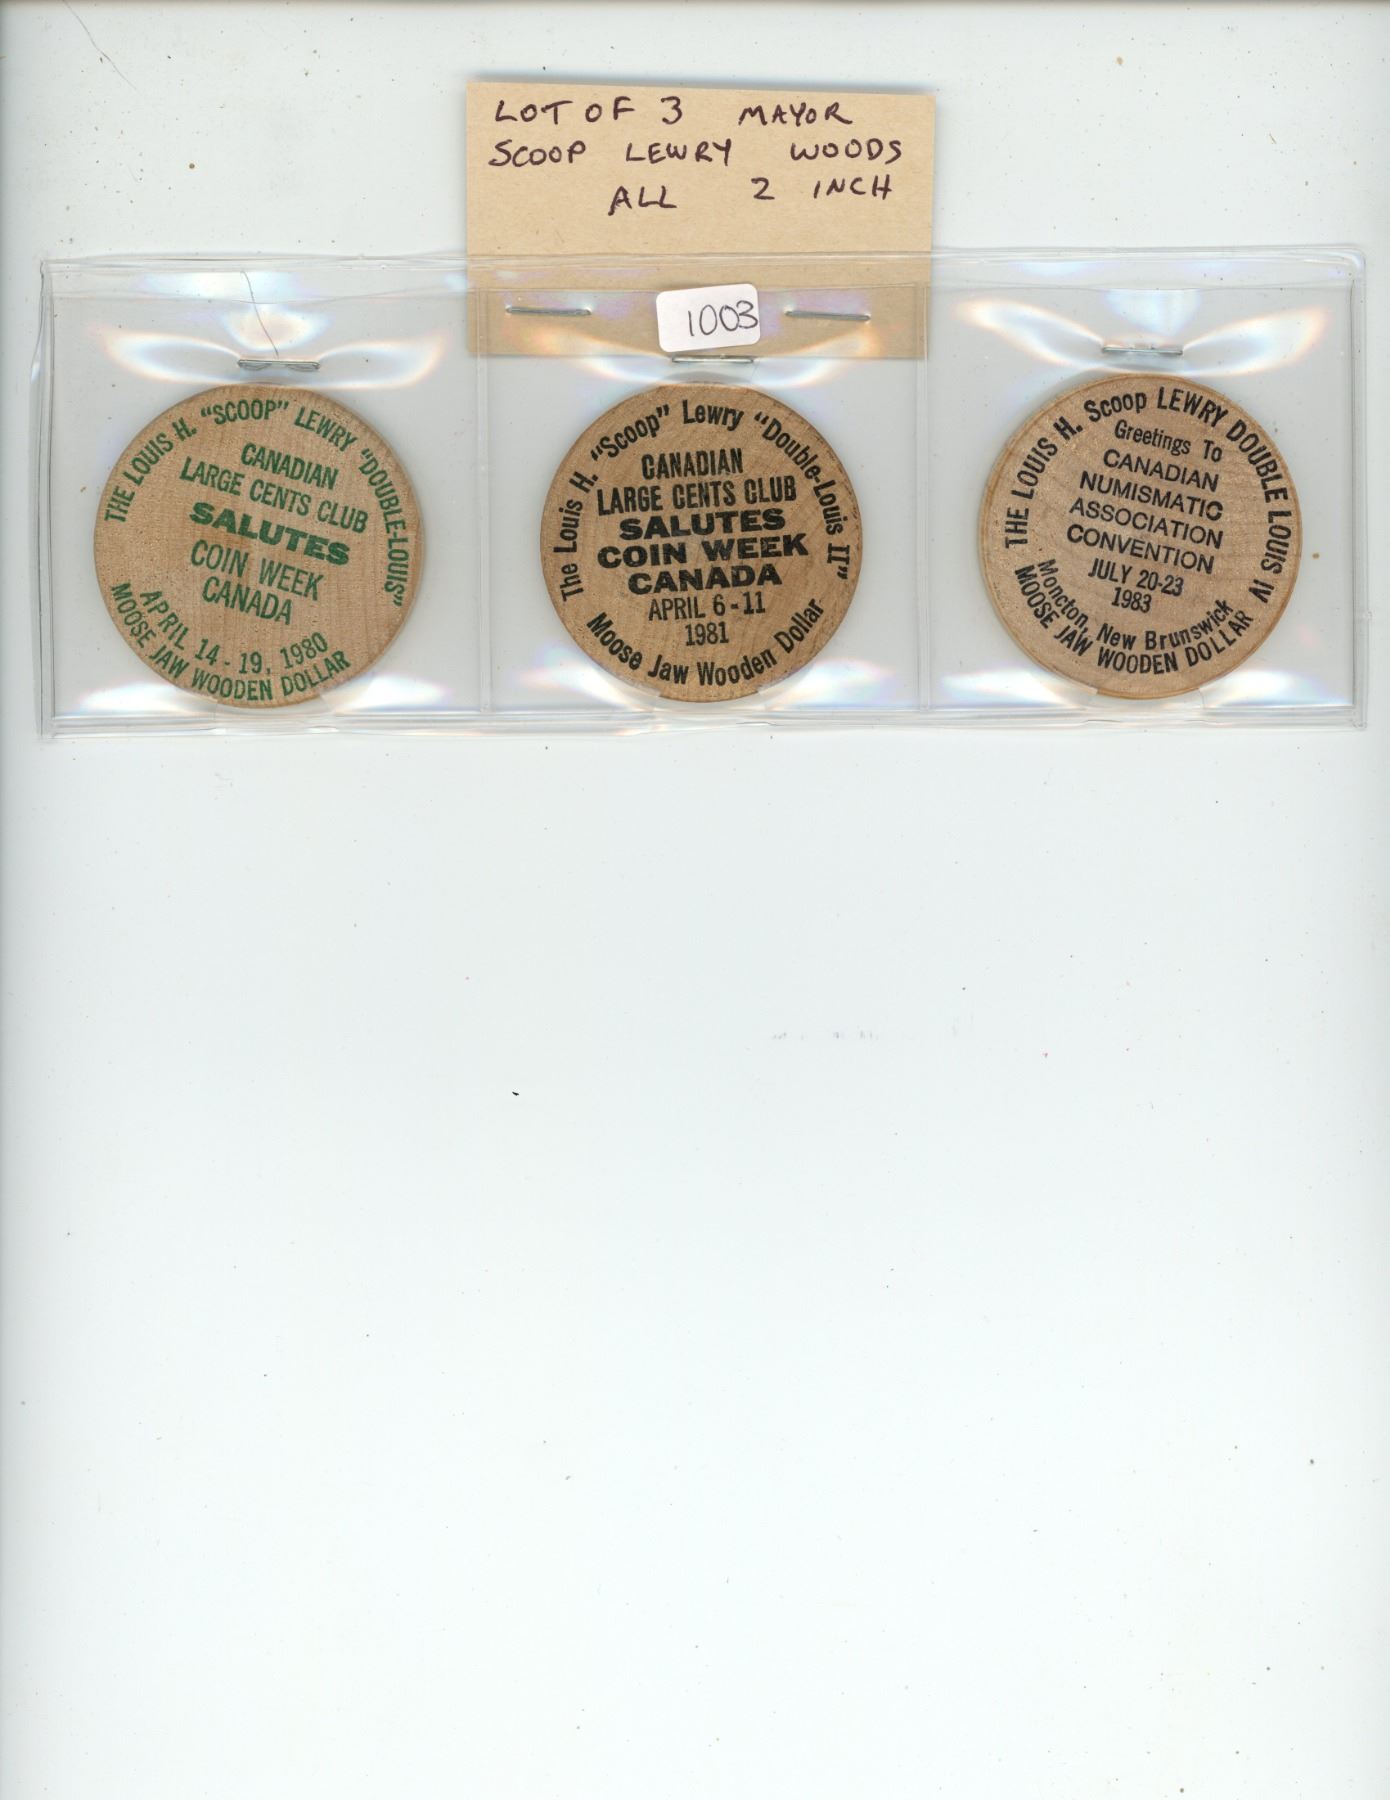 LOT OF 3 MAYOR
SCOOP LEWRY WOODS
ALL 2 INCH
1003
THE LOUIS H. "SCOOP" LEWRY "DOUBLE-LOUIS"
CANADIAN
LARGE CENTS CLUB
SALUTES
COIN WEEK
CANADA
APRIL 14 - 19, 1980
MOOSE JAW WOODEN DOLLAR
The Louis H. "Scoop" Lewry "Double-Louis II"
CANADIAN
LARGE CENTS CLUB
SALUTES
COIN WEEK
CANADA
APRIL 6 - 11
1981
Moose Jaw Wooden Dollar
THE LOUIS H. Scoop LEWRY DOUBLE LOUIS IV
Greetings To
CANADIAN
NUMISMATIC
ASSOCIATION
CONVENTION
JULY 20-23
1983
Moncton, New Brunswick
MOOSE JAW WOODEN DOLLAR